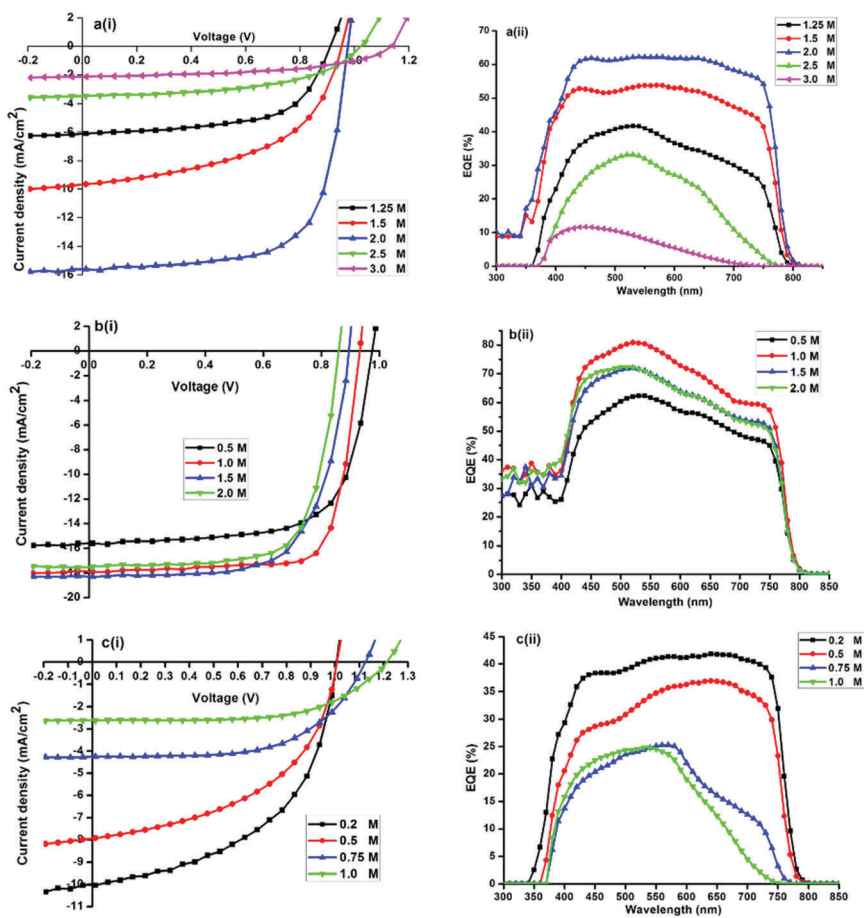 a(i)
Voltage (V)
-0.2 0.0 0.2 0.4 0.6 0.8 1.0 1.2
2
0
-2
-4
-6
-8
-10
-12
-14
-16
Current density (mA/cm²)
1.25 M
1.5 M
2.0 M
2.5 M
3.0 M
a(ii)
1.25 M
1.5 M
2.0 M
2.5 M
3.0 M
EQE (%)
70
60
50
40
30
20
10
0
300 400 500 600 700 800
Wavelength (nm)
b(i)
2
0
-2
-4
-6
-8
-10
-12
-14
-16
-18
-20
-0.2 0.0 0.2 0.4 0.6 0.8 1.0
Voltage (V)
Current density (mA/cm²)
0.5 M
1.0 M
1.5 M
2.0 M
b(ii)
0.5 M
1.0 M
1.5 M
2.0 M
EQE (%)
80
70
60
50
40
30
20
10
0
300 350 400 450 500 550 600 650 700 750 800 850
Wavelength (nm)
c(i)
1
0
-1
-2
-3
-4
-5
-6
-7
-8
-9
-10
-11
-0.2 -0.1 0.0 0.1 0.2 0.3 0.4 0.5 0.6 0.7 0.8 0.9 1.0 1.1 1.2 1.3
Voltage (V)
Current density (mA/cm²)
0.2 M
0.5 M
0.75 M
1.0 M
c(ii)
0.2 M
0.5 M
0.75 M
1.0 M
EQE (%)
45
40
35
30
25
20
15
10
5
0
300 350 400 450 500 550 600 650 700 750 800 850
Wavelength (nm)